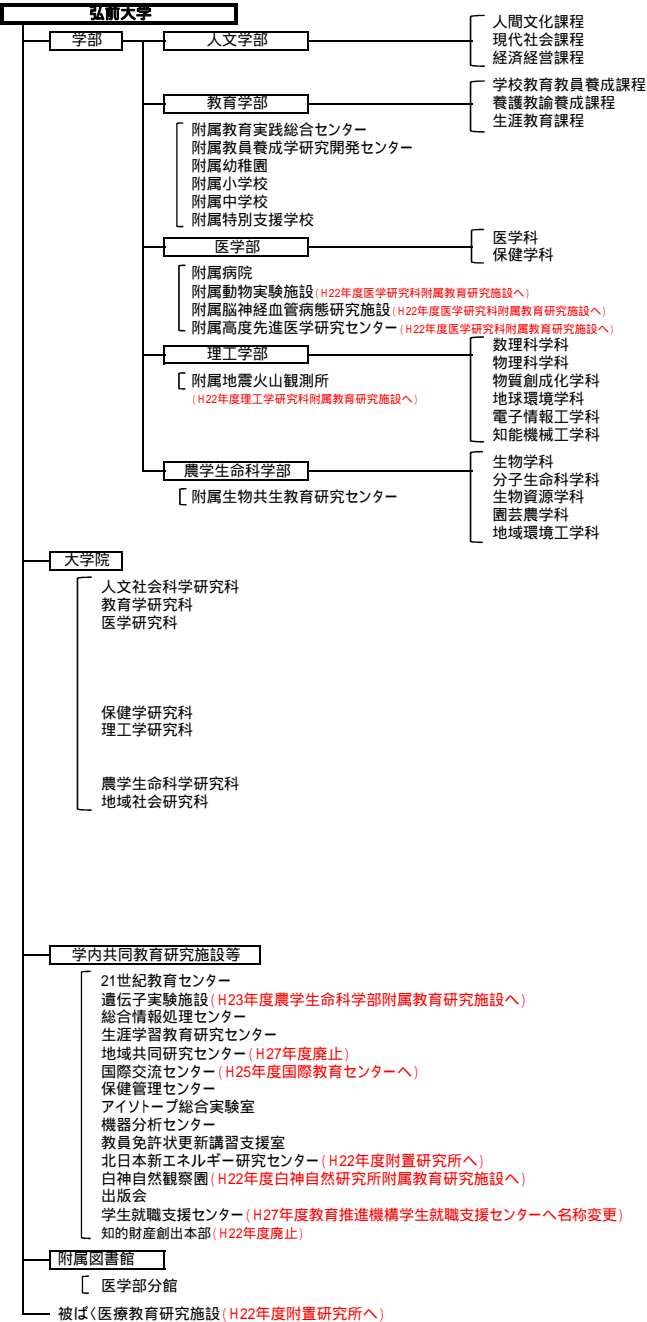 弘前大学
学部
人文学部
人間文化課程
現代社会課程
経済経営課程
教育学部
学校教育教員養成課程
養護教諭養成課程
生涯教育課程
附属教育実践総合センター
附属教員養成学研究開発センター
附属幼稚園
附属小学校
附属中学校
附属特別支援学校
医学部
医学科
保健学科
附属病院
附属動物実験施設(H22年度医学研究科附属教育研究施設へ)
附属脳神経血管病態研究施設(H22年度医学研究科附属教育研究施設へ)
附属高度先進医学研究センター(H22年度医学研究科附属教育研究施設へ)
理工学部
数理科学科
物理科学科
物質創成化学科
地球環境学科
電子情報工学科
知能機械工学科
附属地震火山観測所
(H22年度理工学研究科附属教育研究施設へ)
農学生命科学部
生物学科
分子生命科学科
生物資源学科
園芸農学科
地域環境工学科
附属生物共生教育研究センター
大学院
人文社会科学研究科
教育学研究科
医学研究科
保健学研究科
理工学研究科
農学生命科学研究科
地域社会研究科
学内共同教育研究施設等
21世紀教育センター
遺伝子実験施設(H23年度農学生命科学部附属教育研究施設へ)
総合情報処理センター
生涯学習教育研究センター
地域共同研究センター(H27年度廃止)
国際交流センター(H25年度国際教育センターへ)
保健管理センター
アイソトープ総合実験室
機器分析センター
教員免許状更新講習支援室
北日本新エネルギー研究センター(H22年度附置研究所へ)
白神自然観察園(H22年度白神自然研究所附属教育研究施設へ)
出版会
学生就職支援センター(H27年度教育推進機構学生就職支援センターへ名称変更)
知的財産創出本部(H22年度廃止)
附属図書館
医学部分館
被ばく医療教育研究施設(H22年度附置研究所へ)